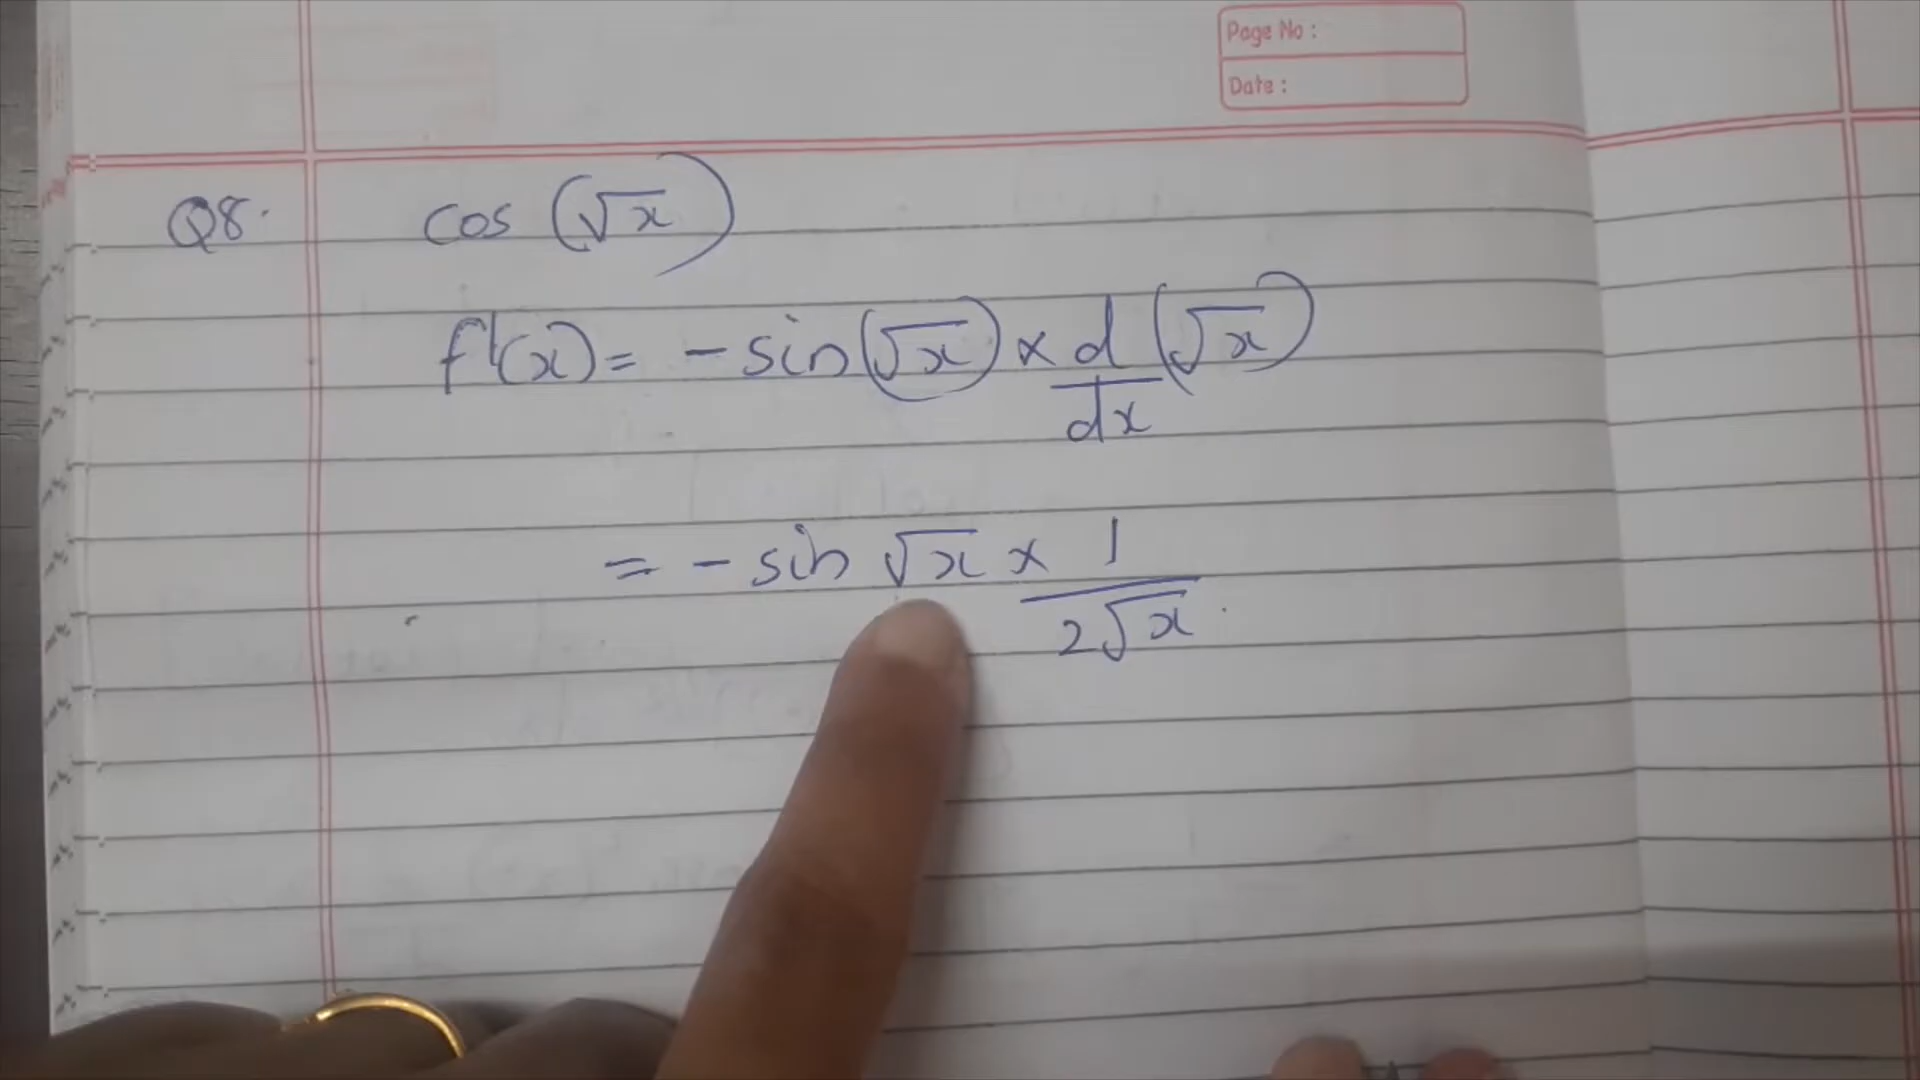 Page No :
Date :
Q8. cos (√x)
f'(x) = - sin(√x) × d/dx (√x)
= - sin √x × 1/2√x.